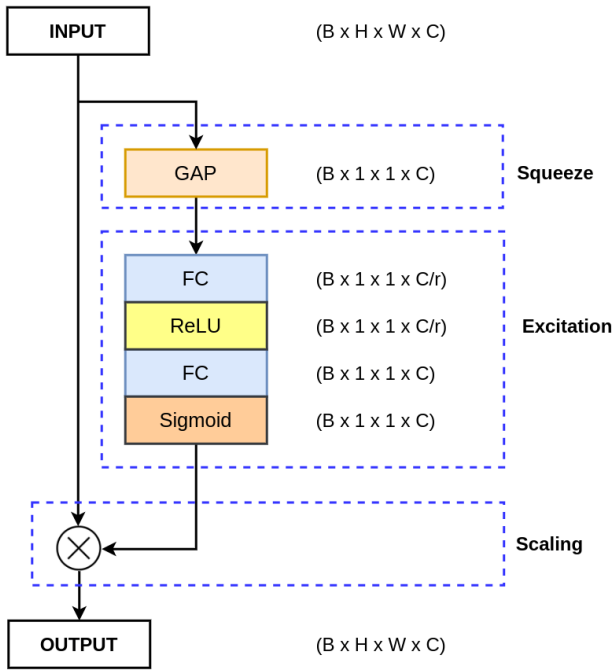 INPUT (B x H x W x C)
GAP (B x 1 x 1 x C) Squeeze
FC (B x 1 x 1 x C/r)
ReLU (B x 1 x 1 x C/r) Excitation
FC (B x 1 x 1 x C)
Sigmoid (B x 1 x 1 x C)
Scaling
OUTPUT (B x H x W x C)